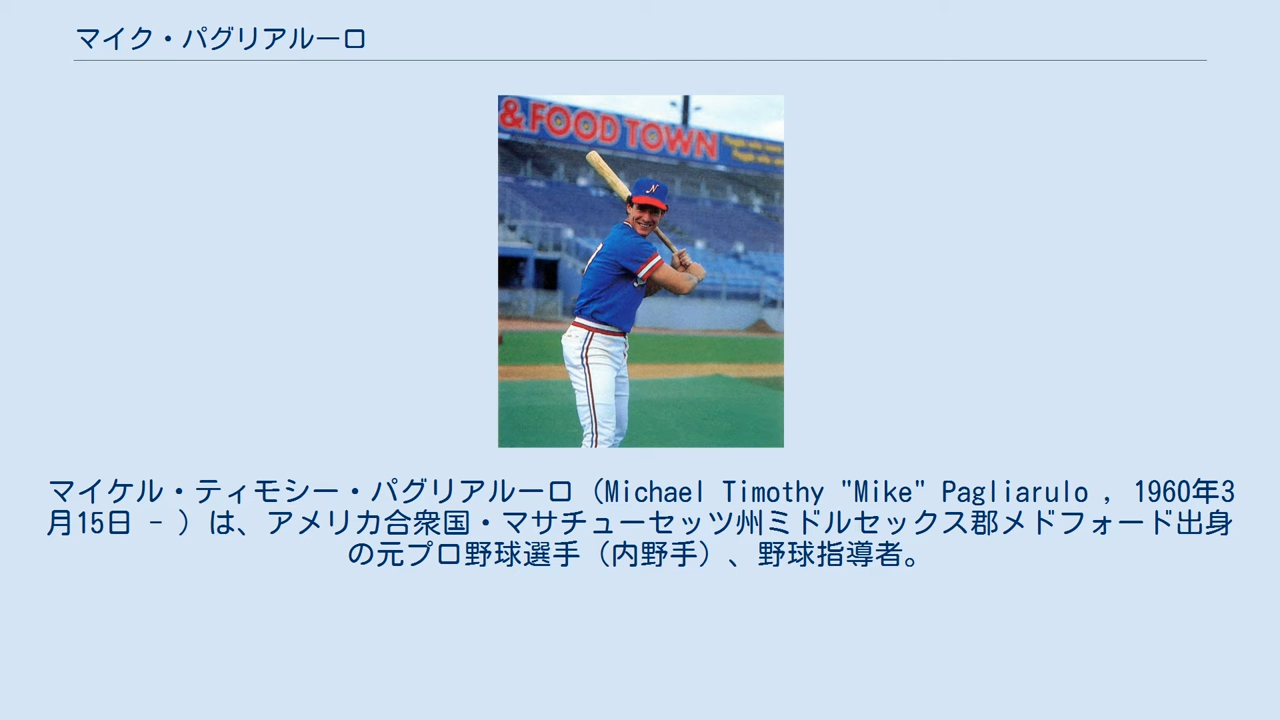 マイク・パグリアルーロ
& FOOD TOWN
N
マイケル・ティモシー・パグリアルーロ（Michael Timothy "Mike" Pagliarulo , 1960年3
月15日 - ）は、アメリカ合衆国・マサチューセッツ州ミドルセックス郡メドフォード出身
の元プロ野球選手（内野手）、野球指導者。